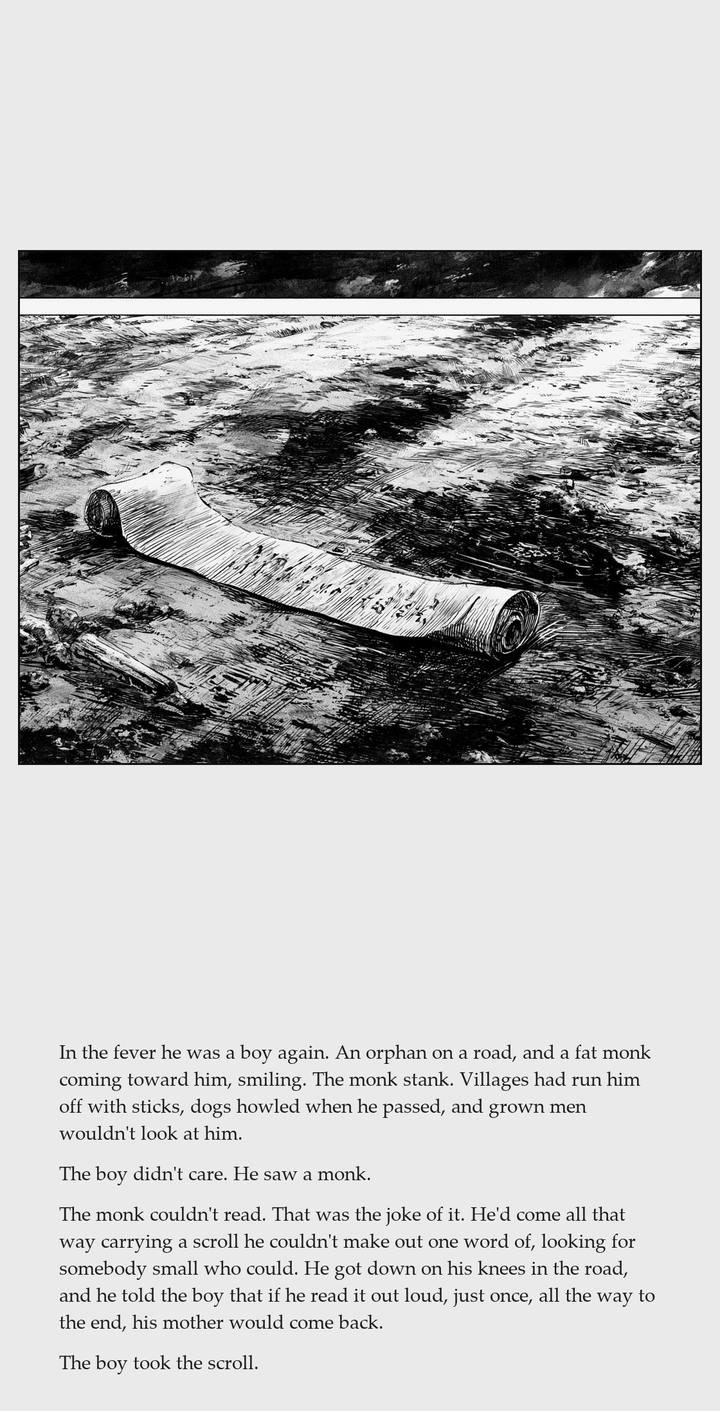 In the fever he was a boy again. An orphan on a road, and a fat monk
coming toward him, smiling. The monk stank. Villages had run him
off with sticks, dogs howled when he passed, and grown men
wouldn't look at him.
The boy didn't care. He saw a monk.
The monk couldn't read. That was the joke of it. He'd come all that
way carrying a scroll he couldn't make out one word of, looking for
somebody small who could. He got down on his knees in the road,
and he told the boy that if he read it out loud, just once, all the way to
the end, his mother would come back.
The boy took the scroll.